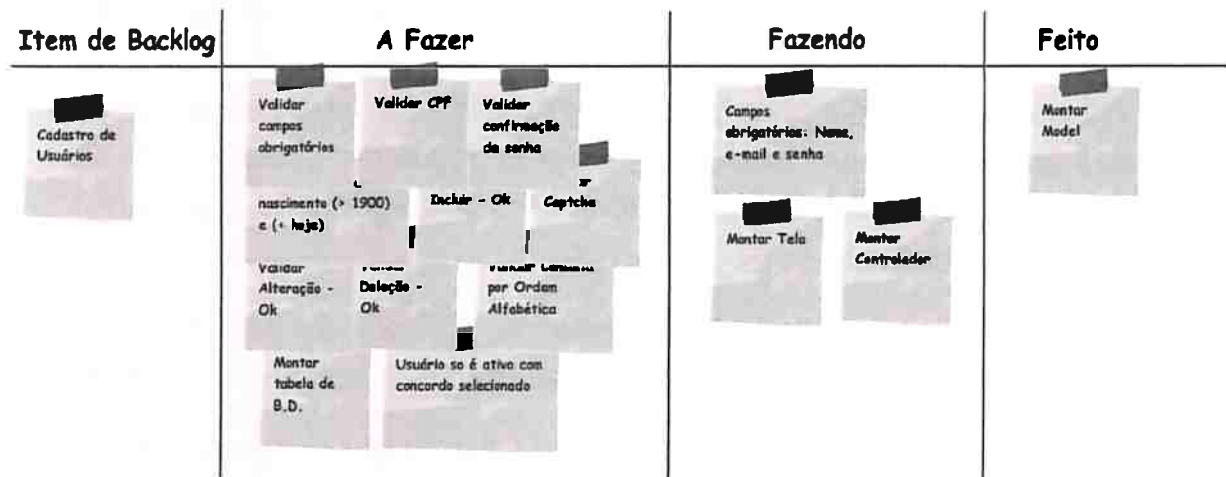 Item de Backlog
A Fazer
Fazendo
Feito
Cadastro de
Usuários
Validar
campos
obrigatórios
Validar CPF
Validar
confirmação
de senha
nascimento (> 1900)
e (< hoje)
Incluir - Ok
Captcha
Validar
Alteração -
Ok
Deleção -
Ok
por Ordem
Alfabética
Montar
tabela de
B.D.
Usuário so é ativo com
concordo selecionado
Campos
obrigatórios: Nome,
e-mail e senha
Montar Tela
Montar
Controlador
Montar
Model